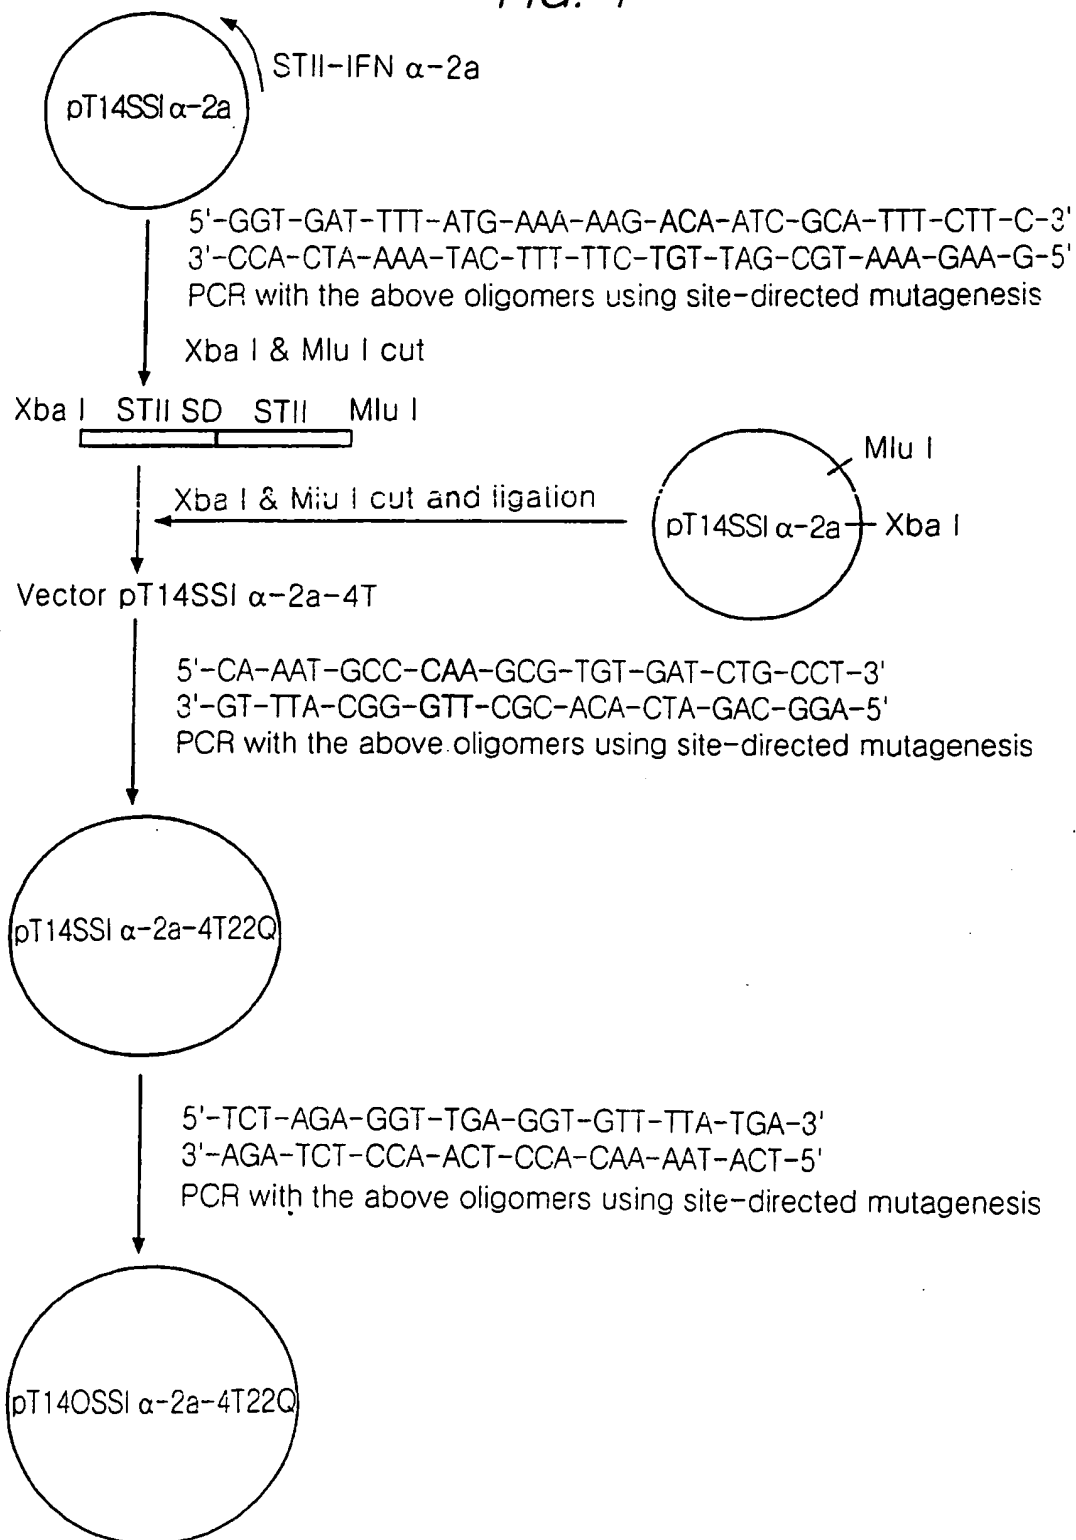 FIG. 1
STII-IFN α-2a
pT14SSI α-2a
5'-GGT-GAT-TTT-ATG-AAA-AAG-ACA-ATC-GCA-TTT-CTT-C-3'
3'-CCA-CTA-AAA-TAC-TTT-TTC-TGT-TAG-CGT-AAA-GAA-G-5'
PCR with the above oligomers using site-directed mutagenesis
Xba I & Mlu I cut
Xba I STII SD STII Mlu I
Mlu I
Xba I & Mlu I cut and ligation
pT14SSI α-2a
Xba I
Vector pT14SSI α-2a-4T
5'-CA-AAT-GCC-CAA-GCG-TGT-GAT-CTG-CCT-3'
3'-GT-TTA-CGG-GTT-CGC-ACA-CTA-GAC-GGA-5'
PCR with the above oligomers using site-directed mutagenesis
pT14SSI α-2a-4T22Q
5'-TCT-AGA-GGT-TGA-GGT-GTT-TTA-TGA-3'
3'-AGA-TCT-CCA-ACT-CCA-CAA-AAT-ACT-5'
PCR with the above oligomers using site-directed mutagenesis
pT14OSSI α-2a-4T22Q